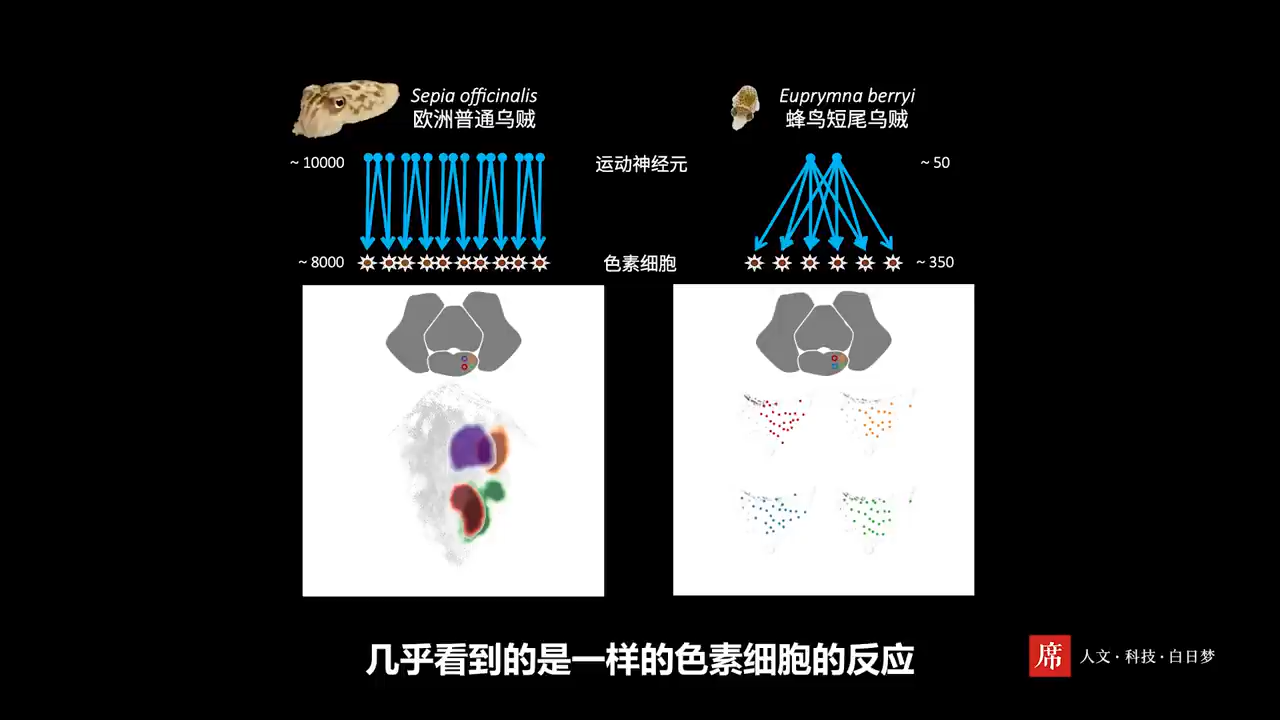 Sepia officinalis
欧洲普通乌贼
Euprymna berryi
蜂鸟短尾乌贼
~ 10000
运动神经元
~ 50
~ 8000
色素细胞
~ 350
几乎看到的是一样的色素细胞的反应
席
人文·科技·白日梦